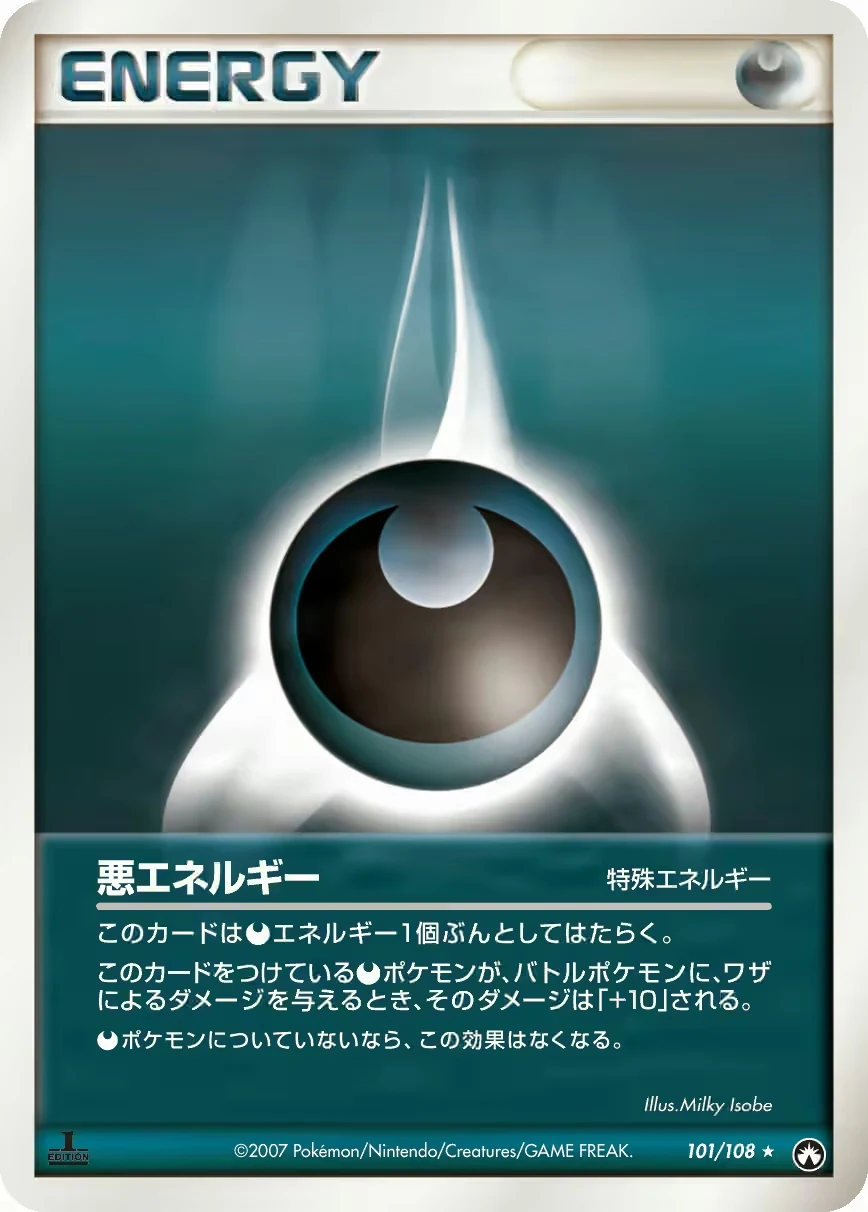 ENERGY
悪エネルギー
特殊エネルギー
このカードはエネルギー1個ぶんとしてはたらく。
このカードをつけているポケモンが、バトルポケモンに、ワザ
によるダメージを与えるとき、そのダメージは「+10」される。
ポケモンについていないなら、この効果はなくなる。
Illus.Milky Isobe
1 EDITION
©2007 Pokémon/Nintendo/Creatures/GAME FREAK.
101/108 ★